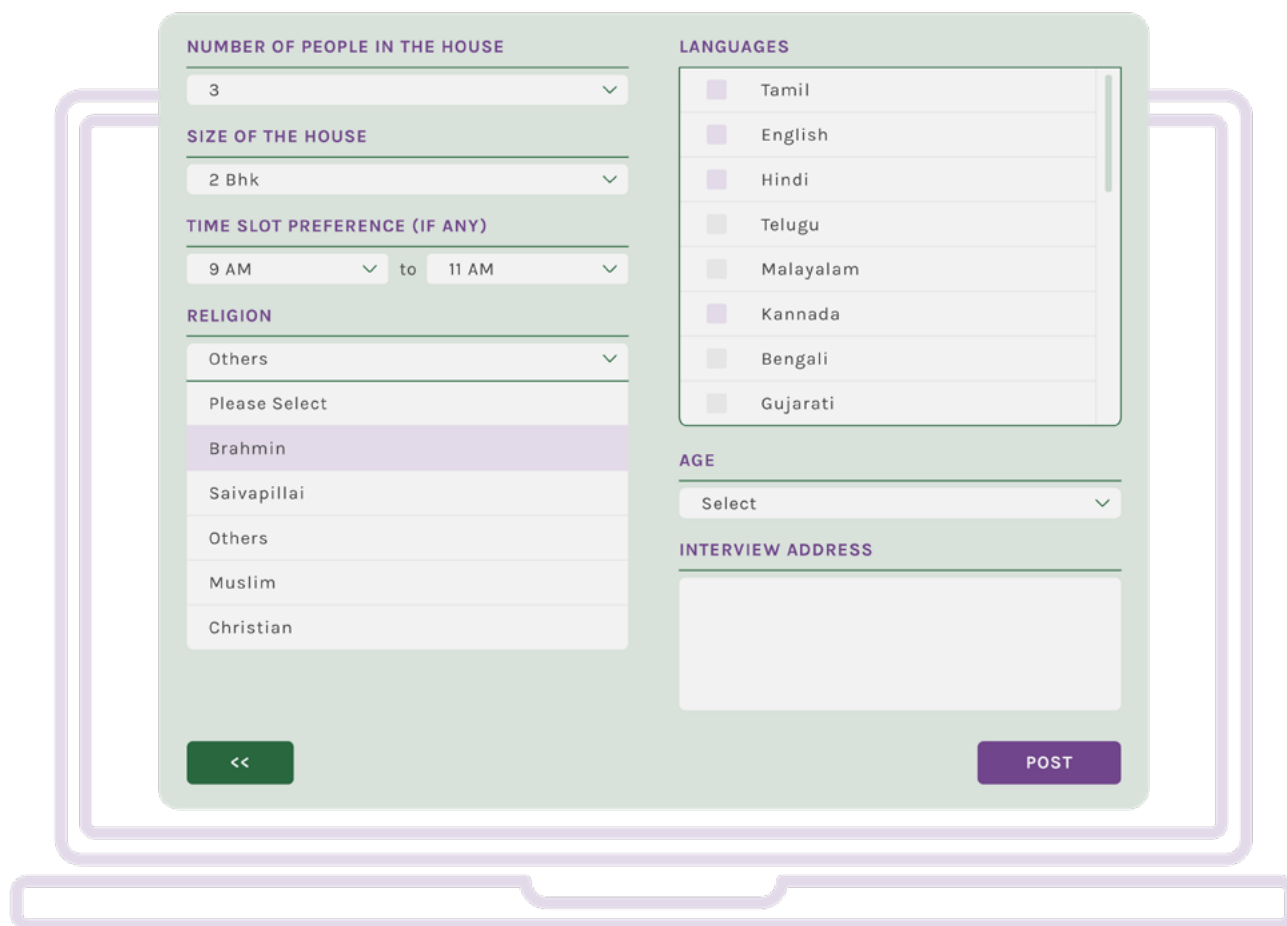 NUMBER OF PEOPLE IN THE HOUSE
3
SIZE OF THE HOUSE
2 Bhk
TIME SLOT PREFERENCE (IF ANY)
9 AM to 11 AM
RELIGION
Others
Please Select
Brahmin
Saivapillai
Others
Muslim
Christian
<<
LANGUAGES
Tamil
English
Hindi
Telugu
Malayalam
Kannada
Bengali
Gujarati
AGE
Select
INTERVIEW ADDRESS
POST